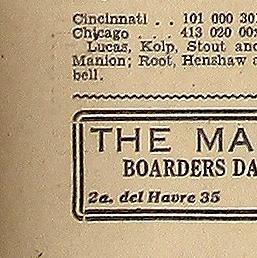 Cincinnati . . 101 000 301
Chicago . . . 413 020 00
Lucas, Kolp, Stout and
Manion; Root, Henshaw a
bell.
THE MA
BOARDERS DA
2a. del Havre 35